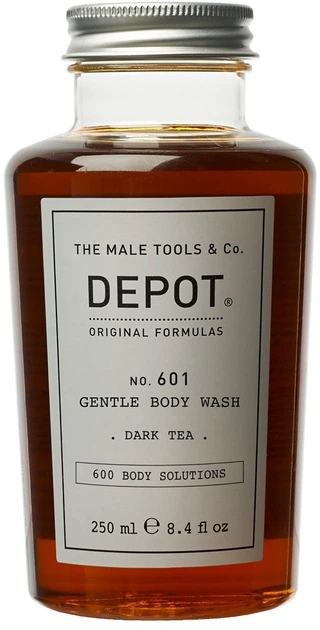 THE MALE TOOLS & Co.
DEPOT®
ORIGINAL FORMULAS
NO. 601
GENTLE BODY WASH
. DARK TEA .
600 BODY SOLUTIONS
250 ml ℮ 8.4 fl oz